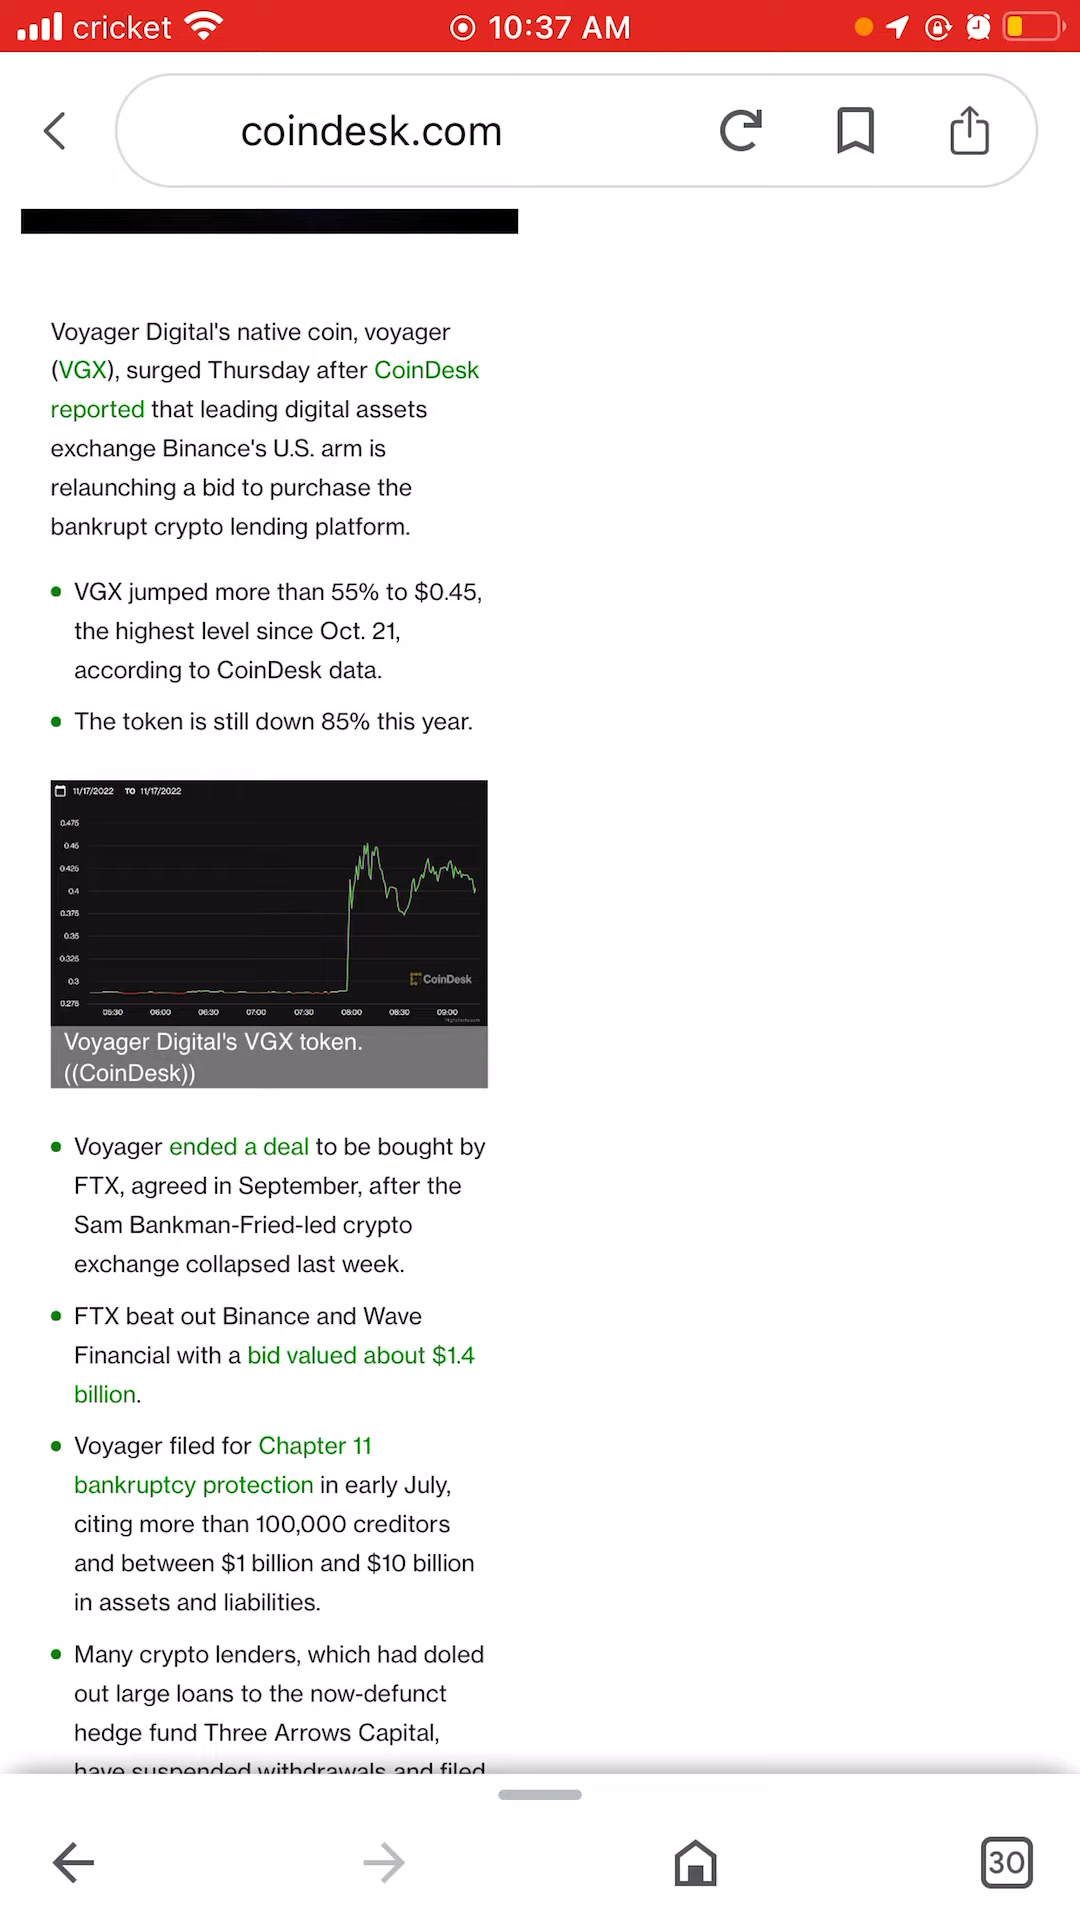 cricket 10:37 AM
coindesk.com
Voyager Digital's native coin, voyager
(VGX), surged Thursday after CoinDesk
reported that leading digital assets
exchange Binance's U.S. arm is
relaunching a bid to purchase the
bankrupt crypto lending platform.
VGX jumped more than 55% to $0.45,
the highest level since Oct. 21,
according to CoinDesk data.
The token is still down 85% this year.
11/17/2022 TO 11/17/2022
0.475
0.45
0.425
0.4
0.375
0.35
0.325
0.3
0.275
CoinDesk
05:30 06:00 06:30 07:00 07:30 08:00 08:30 09:00
Highcharts.com
Voyager Digital's VGX token.
((CoinDesk))
Voyager ended a deal to be bought by
FTX, agreed in September, after the
Sam Bankman-Fried-led crypto
exchange collapsed last week.
FTX beat out Binance and Wave
Financial with a bid valued about $1.4
billion.
Voyager filed for Chapter 11
bankruptcy protection in early July,
citing more than 100,000 creditors
and between $1 billion and $10 billion
in assets and liabilities.
Many crypto lenders, which had doled
out large loans to the now-defunct
hedge fund Three Arrows Capital,
have suspended withdrawals and filed
30